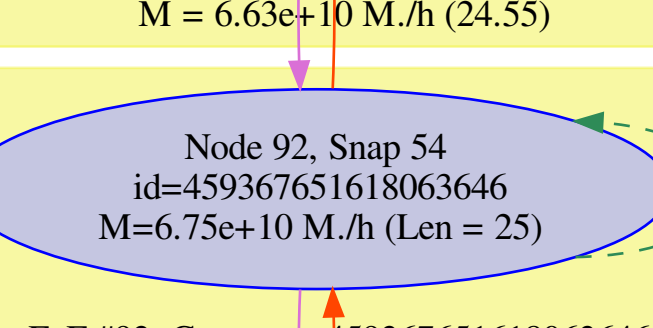 M = 6.63e+10 M./h (24.55)
Node 92, Snap 54
id=459367651618063646
M=6.75e+10 M./h (Len = 25)